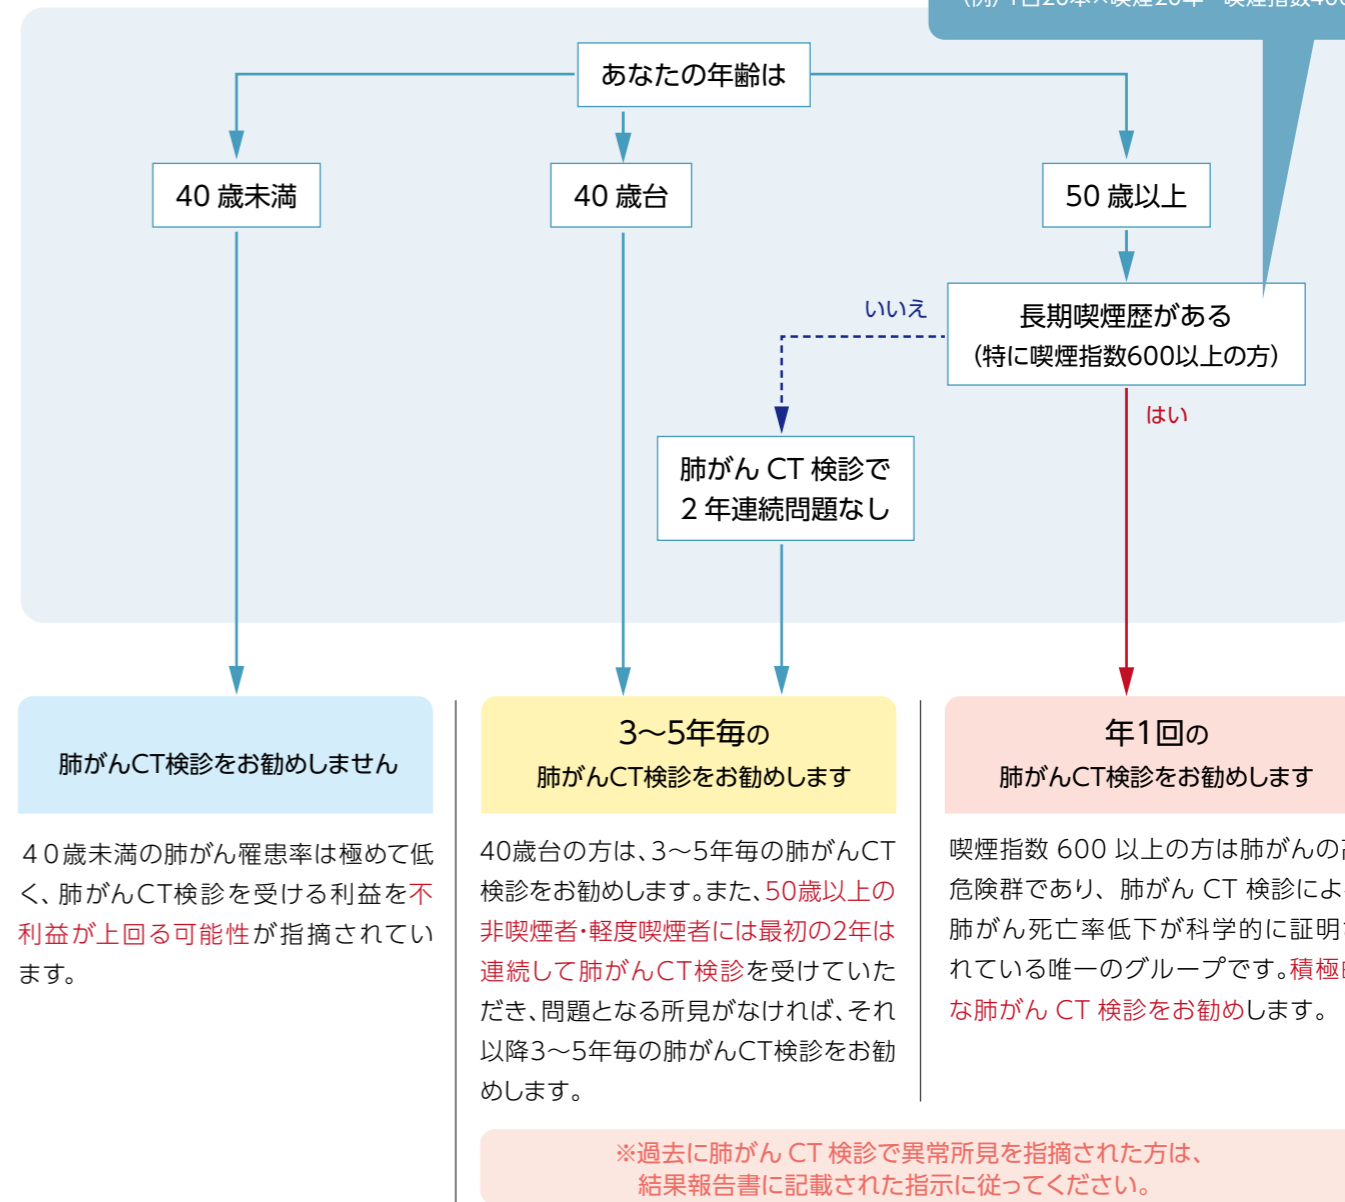 あなたの年齢は
40 歳未満
40 歳台
50 歳以上
いいえ
長期喫煙歴がある
(特に喫煙指数600以上の方)
はい
肺がん CT 検診で
2 年連続問題なし
肺がんCT検診をお勧めしません
40歳未満の肺がん罹患率は極めて低
く、肺がんCT検診を受ける利益を不
利益が上回る可能性が指摘されてい
ます。
3〜5年毎の
肺がんCT検診をお勧めします
40歳台の方は、3〜5年毎の肺がんCT
検診をお勧めします。また、50歳以上の
非喫煙者・軽度喫煙者には最初の2年は
連続して肺がんCT検診を受けていた
だき、問題となる所見がなければ、それ
以降3〜5年毎の肺がんCT検診をお勧
めします。
年1回の
肺がんCT検診をお勧めします
喫煙指数 600 以上の方は肺がんの
危険群であり、肺がん CT 検診によ
肺がん死亡率低下が科学的に証明
れている唯一のグループです。積極
な肺がん CT 検診をお勧めします。
※過去に肺がん CT 検診で異常所見を指摘された方は、
結果報告書に記載された指示に従ってください。